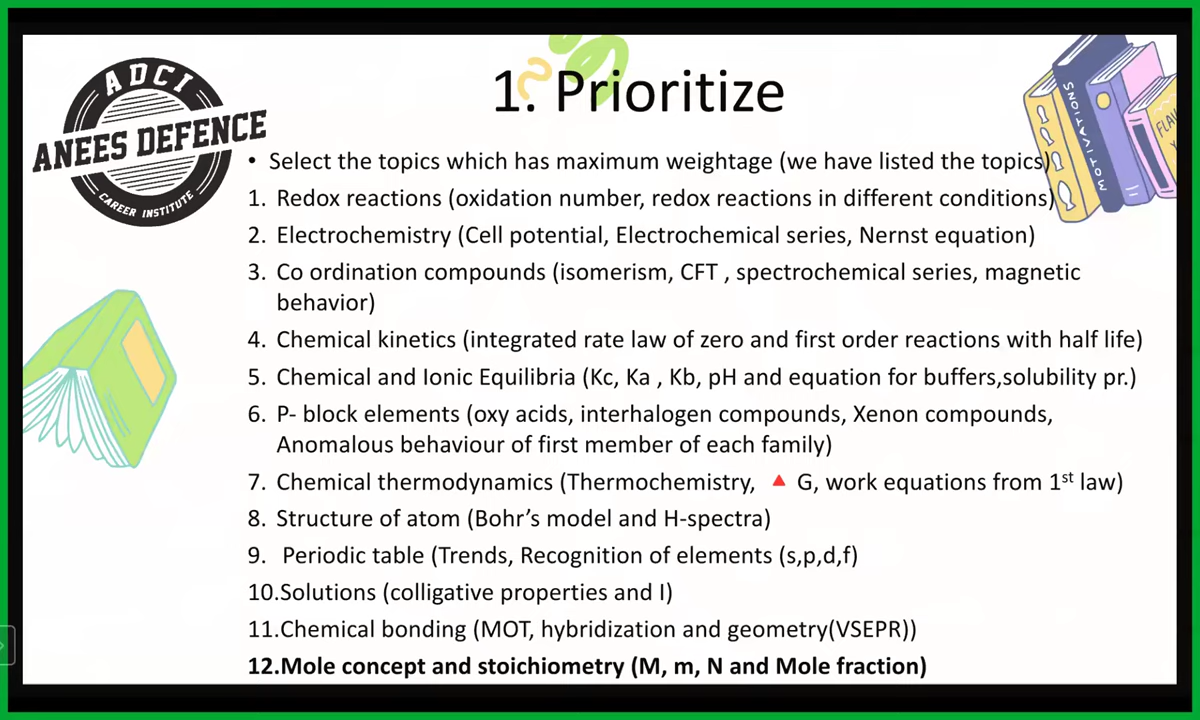 1. Prioritize
ADCI
ANEES DEFENCE
CAREER INSTITUTE
MOTIVATIONS
• Select the topics which has maximum weightage (we have listed the topics)
1. Redox reactions (oxidation number, redox reactions in different conditions)
2. Electrochemistry (Cell potential, Electrochemical series, Nernst equation)
3. Co ordination compounds (isomerism, CFT , spectrochemical series, magnetic
behavior)
4. Chemical kinetics (integrated rate law of zero and first order reactions with half life)
5. Chemical and Ionic Equilibria (Kc, Ka , Kb, pH and equation for buffers,solubility pr.)
6. P- block elements (oxy acids, interhalogen compounds, Xenon compounds,
Anomalous behaviour of first member of each family)
7. Chemical thermodynamics (Thermochemistry, 🔺 G, work equations from 1st law)
8. Structure of atom (Bohr’s model and H-spectra)
9. Periodic table (Trends, Recognition of elements (s,p,d,f)
10.Solutions (colligative properties and I)
11.Chemical bonding (MOT, hybridization and geometry(VSEPR))
12.Mole concept and stoichiometry (M, m, N and Mole fraction)